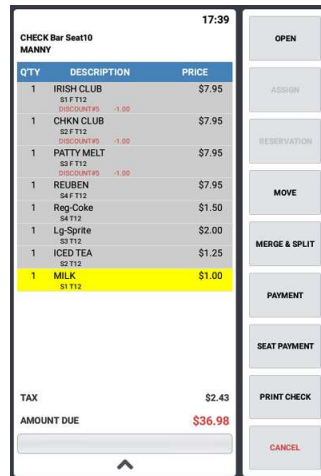 17:39
CHECK Bar Seat10
MANNY
Q'TY DESCRIPTION PRICE
1 IRISH CLUB $7.95
S1 F T12
DISCOUNT#5 -1.00
1 CHKN CLUB $7.95
S2 F T12
DISCOUNT#5 -1.00
1 PATTY MELT $7.95
S3 F T12
DISCOUNT#5 -1.00
1 REUBEN $7.95
S4 F T12
1 Reg-Coke $1.50
S4 T12
1 Lg-Sprite $2.00
S3 T12
1 ICED TEA $1.25
S2 T12
1 MILK $1.00
S1 T12
TAX $2.43
AMOUNT DUE $36.98
OPEN
ASSIGN
RESERVATION
MOVE
MERGE & SPLIT
PAYMENT
SEAT PAYMENT
PRINT CHECK
CANCEL